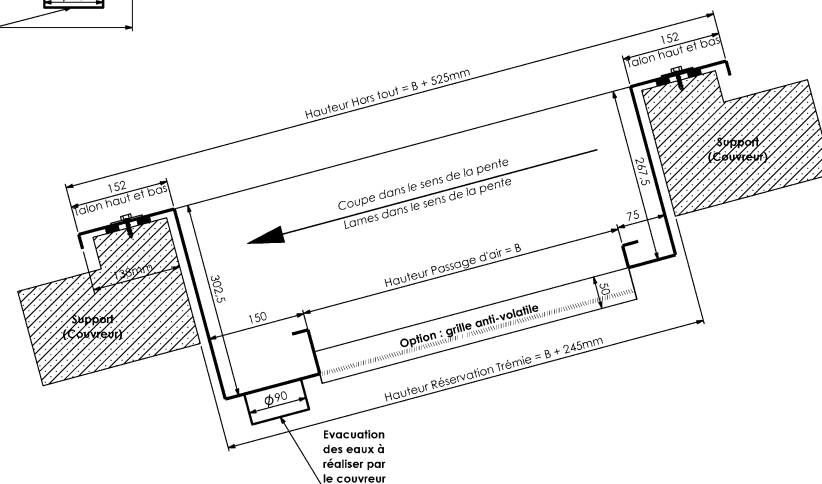 152
Talon haut et bas
Hauteur Hors tout = B + 525mm
Support
(Couvreur)
152
Talon haut et bas
Coupe dans le sens de la pente
Lames dans le sens de la pente
267.5
75
138mm
302.5
Hauteur Passage d'air = B
150
50
Support
(Couvreur)
Option : grille anti-volatile
Hauteur Réservation Trémie = B + 245mm
Φ90
Evacuation
des eaux à
réaliser par
le couvreur